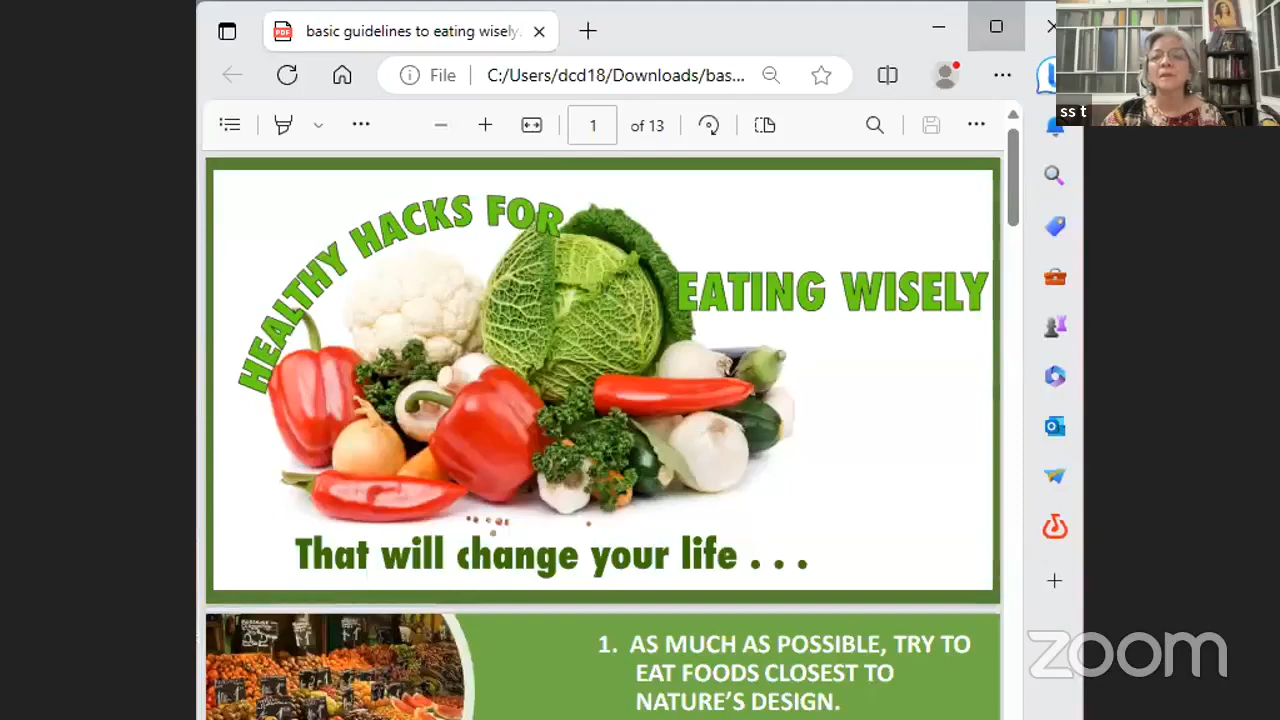 basic guidelines to eating wisely.
File
C:/Users/dcd18/Downloads/bas...
1 of 13
ss t
HEALTHY HACKS FOR
EATING WISELY
That will change your life . . .
1. AS MUCH AS POSSIBLE, TRY TO
EAT FOODS CLOSEST TO
NATURE'S DESIGN.
zoom